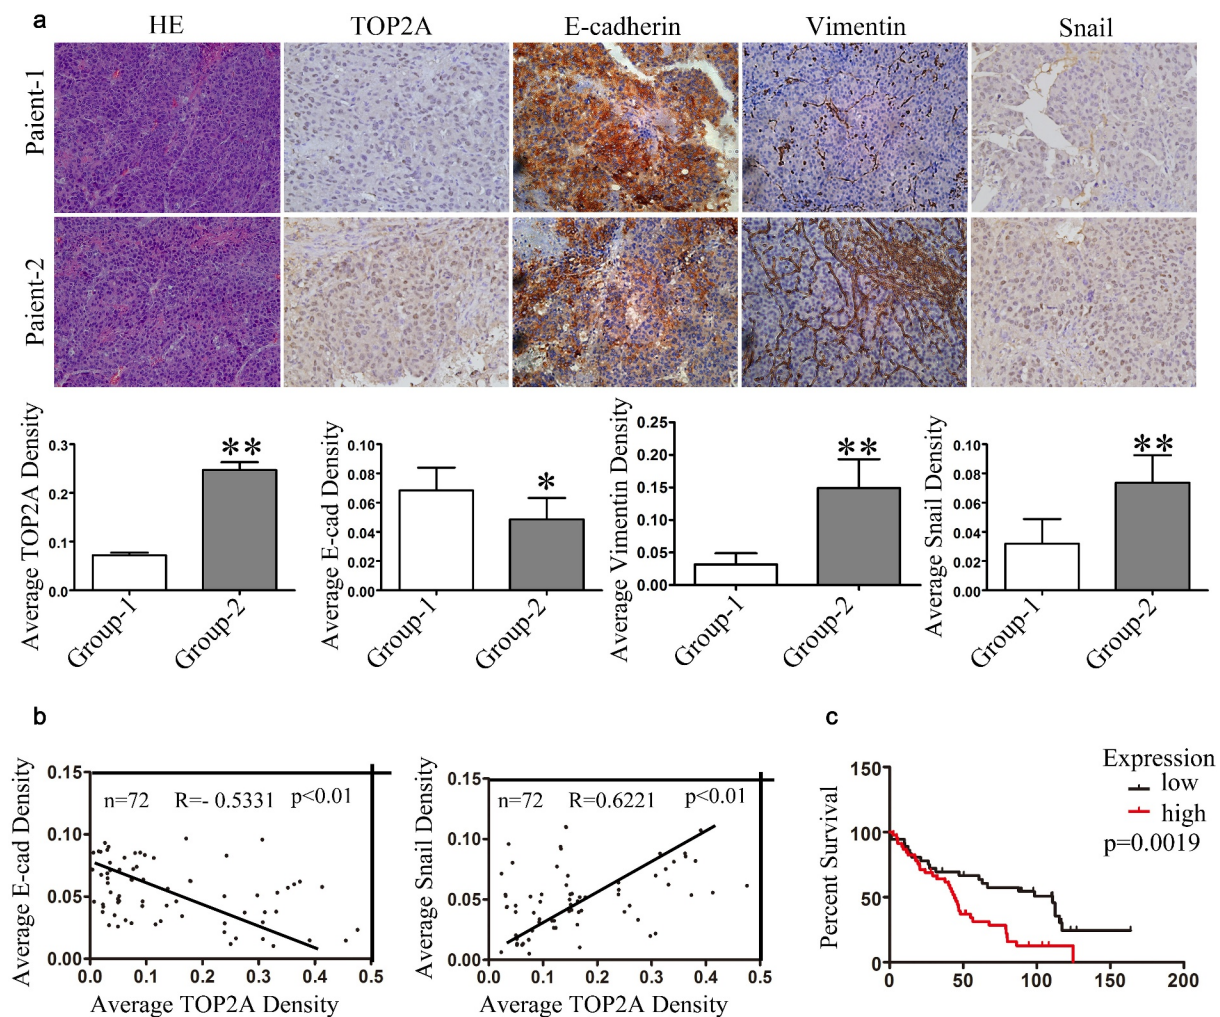 a
HE TOP2A E-cadherin Vimentin Snail
Paient-1
Paient-2
Average TOP2A Density
0.3
0.2
0.1
0.0
**
Group-1 Group-2
Average E-cad Density
0.10
0.08
0.06
0.04
0.02
0.00
*
Group-1 Group-2
Average Vimentin Density
0.25
0.20
0.15
0.10
0.05
0.00
**
Group-1 Group-2
Average Snail Density
0.10
0.08
0.06
0.04
0.02
0.00
**
Group-1 Group-2
b
Average E-cad Density
0.15
0.10
0.05
0.00
n=72 R=- 0.5331 p<0.01
0.0 0.1 0.2 0.3 0.4 0.5
Average TOP2A Density
Average Snail Density
0.15
0.10
0.05
0.00
n=72 R=0.6221 p<0.01
0.0 0.1 0.2 0.3 0.4 0.5
Average TOP2A Density
c
Percent Survival
150
100
50
0
Expression
low
high
p=0.0019
0 50 100 150 200